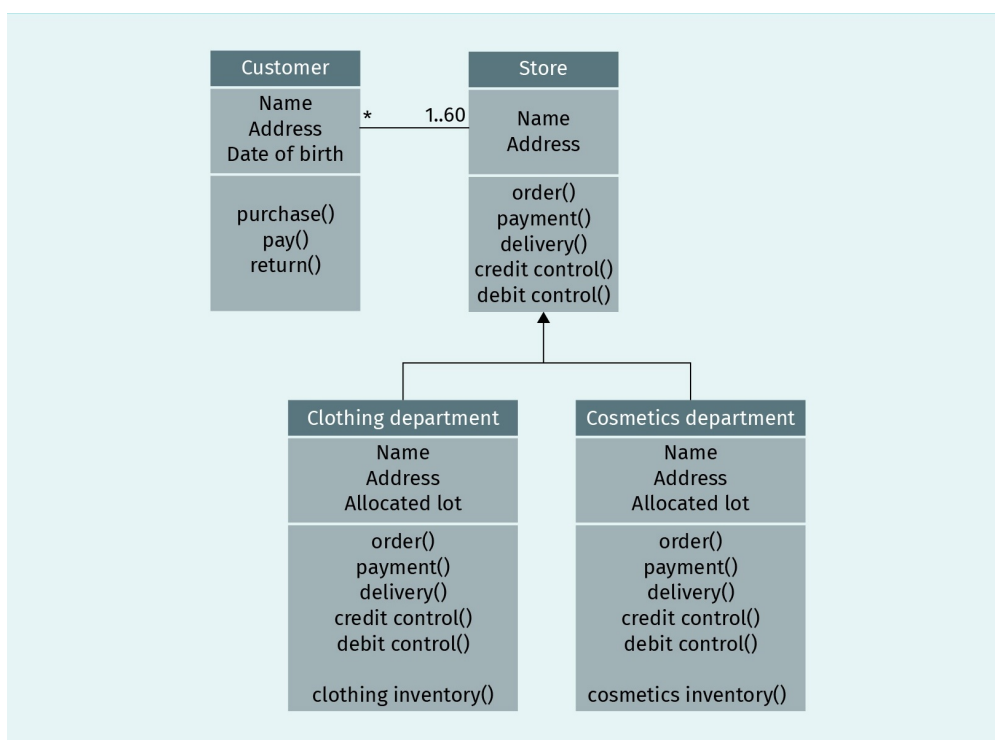 Customer
Name
Address
Date of birth
purchase()
pay()
return()
*
1..60
Store
Name
Address
order()
payment()
delivery()
credit control()
debit control()
Clothing department
Name
Address
Allocated lot
order()
payment()
delivery()
credit control()
debit control()
clothing inventory()
Cosmetics department
Name
Address
Allocated lot
order()
payment()
delivery()
credit control()
debit control()
cosmetics inventory()